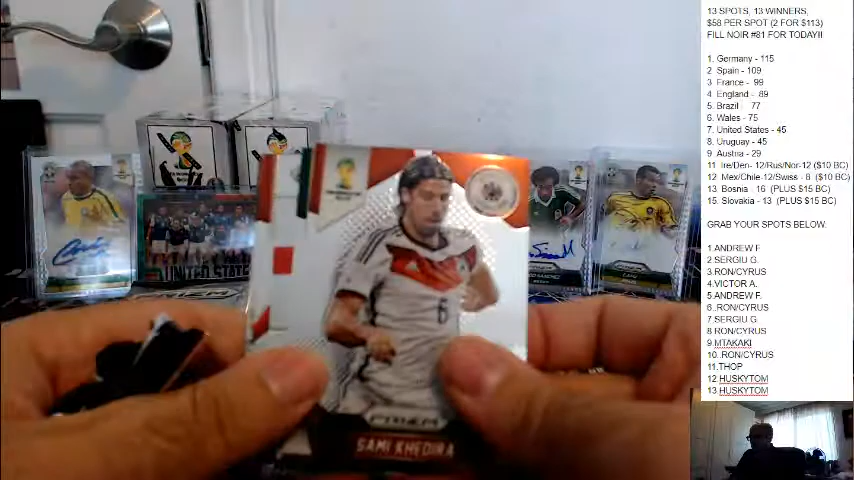 13 SPOTS, 13 WINNERS,
$58 PER SPOT (2 FOR $113)
FILL NOIR #81 FOR TODAY!!
1. Germany - 115
2 Spain - 109
3 France - 99
4 England - 89
5. Brazil - 77
6. Wales - 75
7. United States - 45
8. Uruguay - 45
9 Austria - 29
11 Ire/Den- 12/Rus/Nor-12 ($10 BC)
12 Mex/Chile-12/Swiss - 8 ($10 BC)
13 Bosnia - 16 (PLUS $15 BC)
15. Slovakia - 13 (PLUS $15 BC)
GRAB YOUR SPOTS BELOW.
1 ANDREW F
2 SERGIU G.
3 RON/CYRUS
4.VICTOR A.
5 ANDREW F.
6 RON/CYRUS
7 SERGIU G
8 RON/CYRUS
9.MTAKAKI
10. RON/CYRUS
11.THOP
12 HUSKYTOM
13.HUSKYTOM
UNITED STATES
6
PRIZM
SAMI KHEDIRA